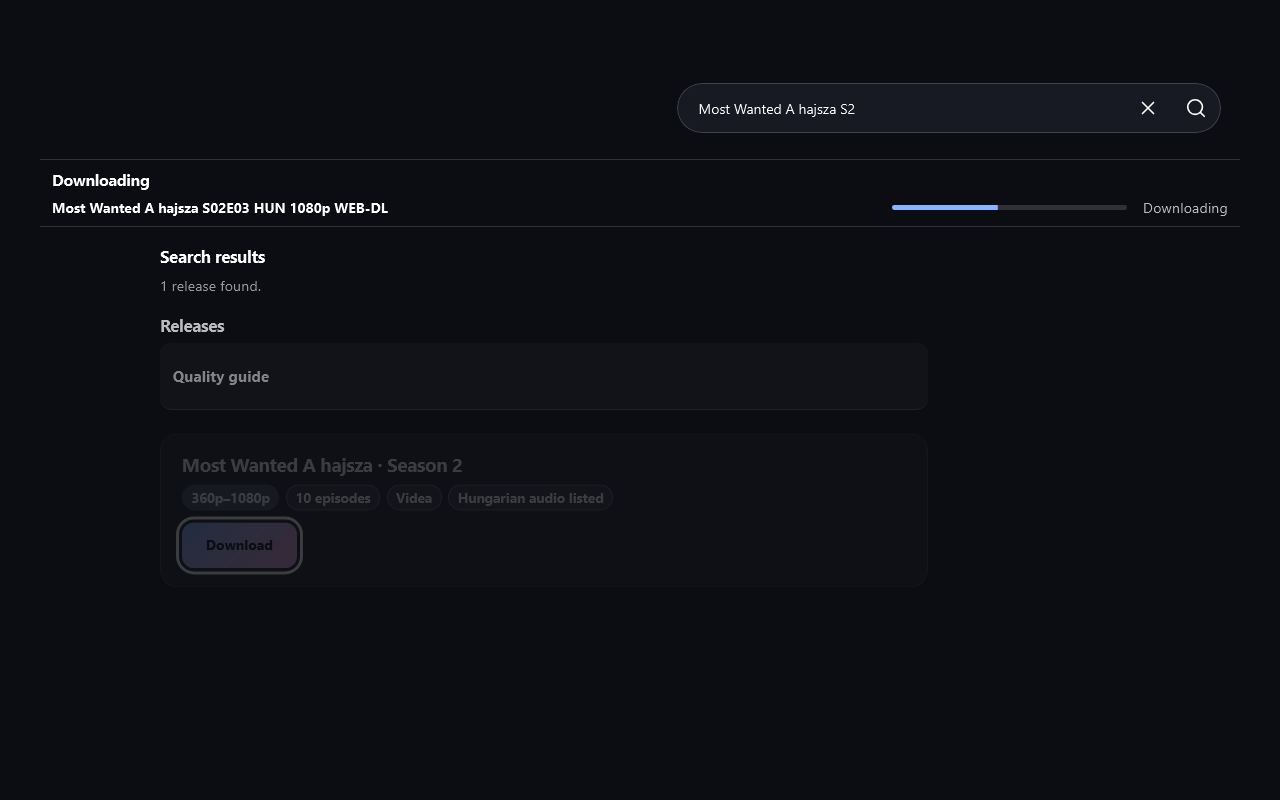 Most Wanted A hajsza S2
Downloading
Most Wanted A hajsza S02E03 HUN 1080p WEB-DL
Downloading
Search results
1 release found.
Releases
Quality guide
Most Wanted A hajsza · Season 2
360p–1080p 10 episodes Videa Hungarian audio listed
Download